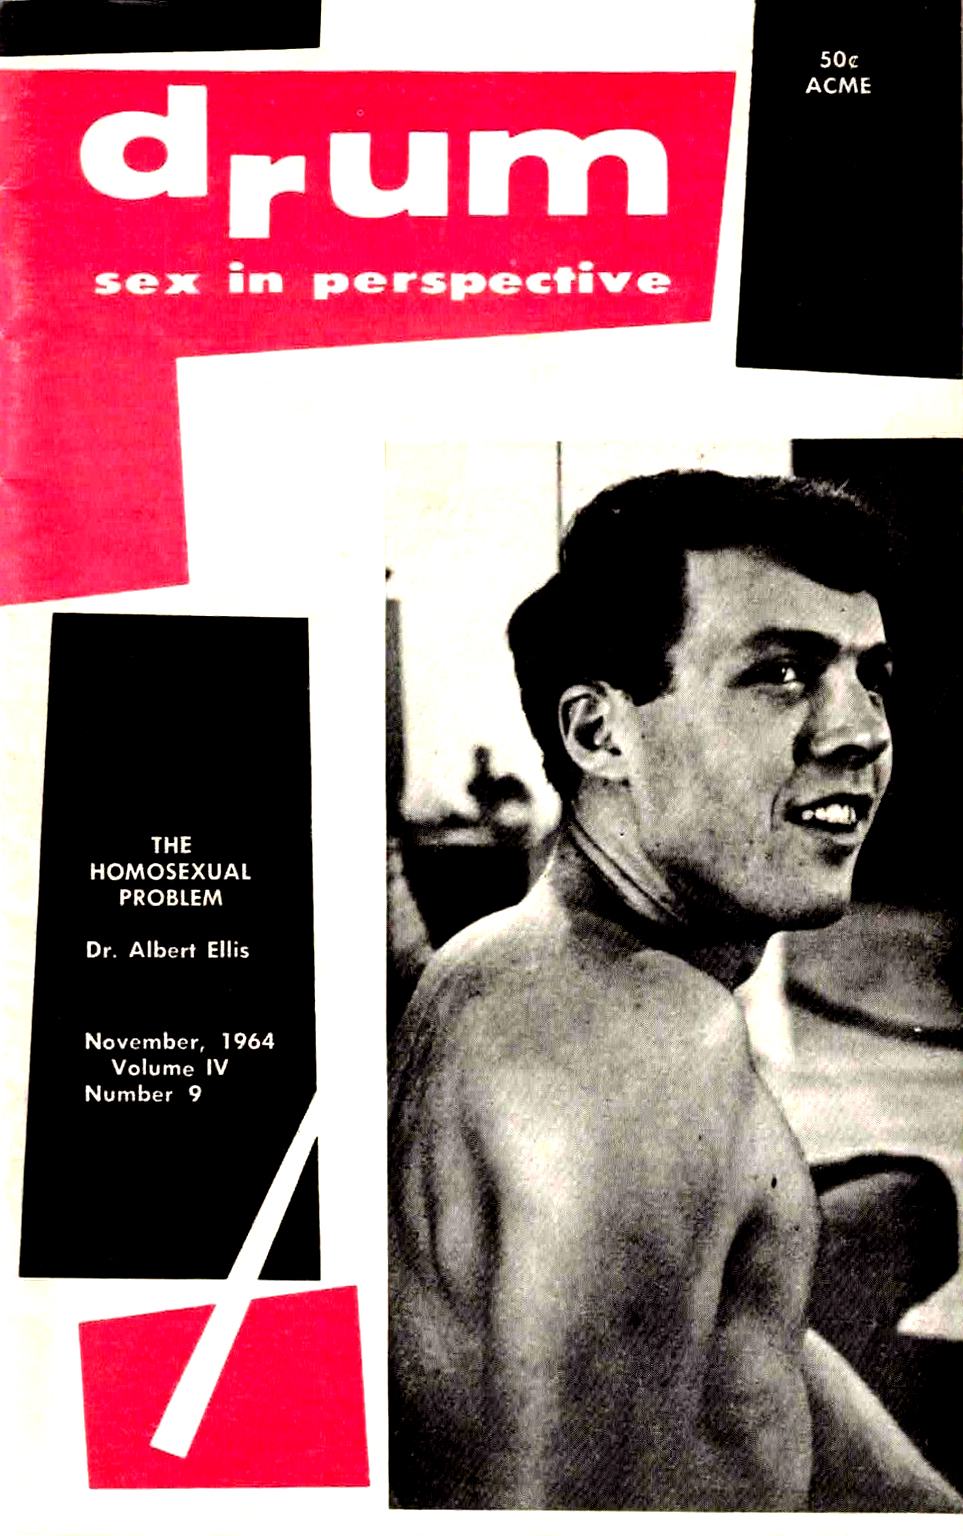 drum
sex in perspective
50¢
ACME
THE
HOMOSEXUAL
PROBLEM
Dr. Albert Ellis
November, 1964
Volume IV
Number 9